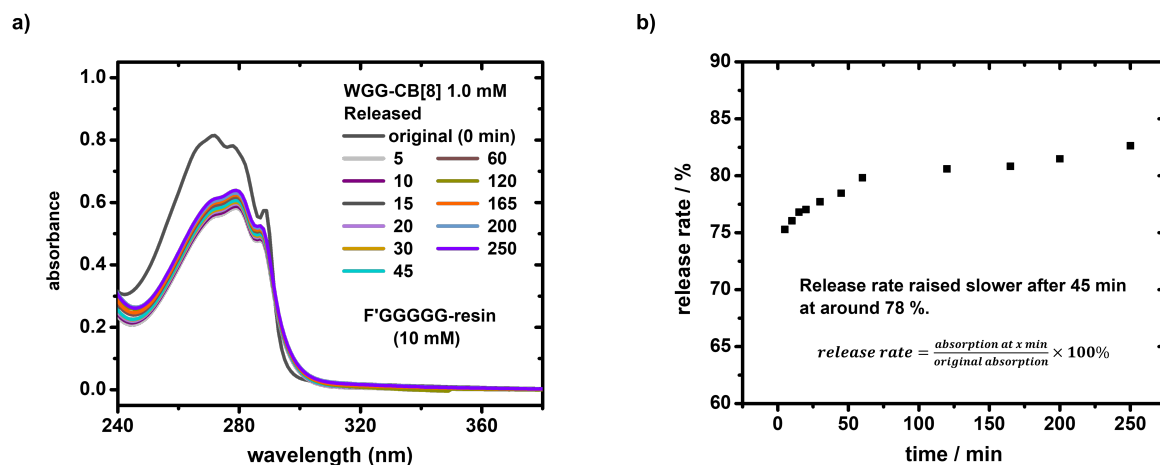 a)
WGG-CB[8] 1.0 mM
Released
original (0 min)
5 60
10 120
15 165
20 200
30 250
45
F'GGGGG-resin
(10 mM)
absorbance
1.0
0.8
0.6
0.4
0.2
0.0
240 280 320 360
wavelength (nm)
b)
release rate / %
90
85
80
75
70
65
60
Release rate raised slower after 45 min
at around 78 %.
release rate = absorption at x min / original absorption × 100%
0 50 100 150 200 250
time / min